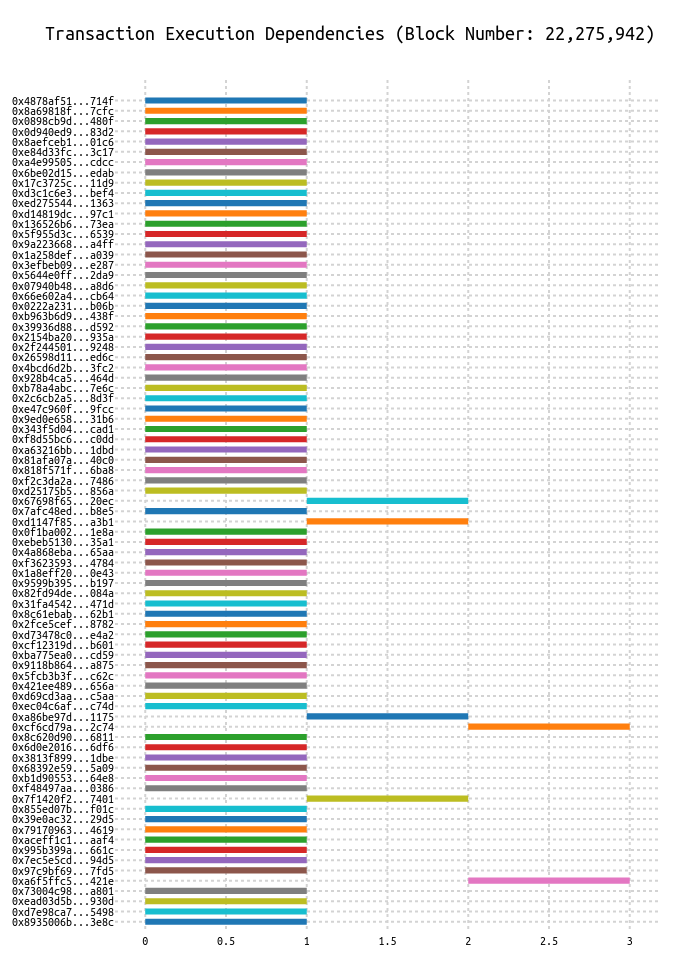 Transaction Execution Dependencies (Block Number: 22,275,942)
0x4878af51...714f
0x8a69818f...7cfc
0x0898cb9d...480f
0x0d940ed9...83d2
0x8aefceb1...01c6
0xe84d33fc...3c17
0xa4e99505...cdcc
0x6be02d15...edab
0x17c3725c...11d9
0xd3c1c6e3...bef4
0xed275544...1363
0xd14819dc...97c1
0x136526b6...73ea
0x5f955d3c...6539
0x9a223668...a4ff
0x1a258def...a039
0x3efbeb09...e287
0x5644e0ff...2da9
0x07940b48...a8d6
0x66e602a4...cb64
0x0222a231...b06b
0xb963b6d9...438f
0x39936d88...d592
0x2154ba20...935a
0x2f244501...9248
0x26598d11...ed6c
0x4bcd6d2b...3fc2
0x928b4ca5...464d
0xb78a4abc...7e6c
0x2c6cb2a5...8d3f
0xe47c960f...9fcc
0x9ed0e658...31b6
0x343f5d04...cad1
0xf8d55bc6...c0dd
0xa63216bb...1dbd
0x81afa07a...40c0
0x818f571f...6ba8
0xf2c3da2a...7486
0xd25175b5...856a
0x67698f65...20ec
0x7afc48ed...b8e5
0xd1147f85...a3b1
0x0f1ba002...1e8a
0xebeb5130...35a1
0x4a868eba...65aa
0xf3623593...4784
0x1a8eff20...0e43
0x9599b395...b197
0x82fd94de...084a
0x31fa4542...471d
0x8c61ebab...62b1
0x2fce5cef...8782
0xd73478c0...e4a2
0xcf12319d...b601
0xba775ea0...cd59
0x9118b864...a875
0x5fcb3b3f...c62c
0x421ee489...656a
0xd69cd3aa...c5aa
0xec04c6af...c74d
0xa86be97d...1175
0xcf6cd79a...2c74
0x8c620d90...6811
0x6d0e2016...6df6
0x3813f899...1dbe
0x68392e59...5a09
0xb1d90553...64e8
0xf48497aa...0386
0x7f1420f2...7401
0x855ed07b...f01c
0x39e0ac32...29d5
0x79170963...4619
0xaceff1c1...aaf4
0x995b399a...661c
0x7ec5e5cd...94d5
0x97c9bf69...7fd5
0xa6f5ffc5...421e
0x73004c98...a801
0xead03d5b...930d
0xd7e98ca7...5498
0x8935006b...3e8c
0 0.5 1 1.5 2 2.5 3